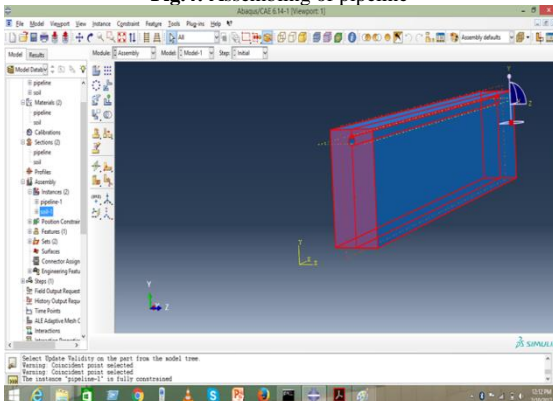 Fig.4. Assembling of pipeline
Abaqus/CAE 6.14-1 [Viewport: 1]
File Model Viewport View Instance Constraint Feature Tools Plug-ins Help
All
Assembly defaults
Model Results
Module: Assembly Model: Model-1 Step: Initial
Model Datab
pipeline
soil
Materials (2)
pipeline
soil
Calibrations
Sections (2)
pipeline
soil
Profiles
Assembly
Instances (2)
pipeline-1
soil-1
Position Constrain
Features (1)
Sets (2)
Surfaces
Connector Assign
Engineering Featu
Steps (1)
Field Output Request
History Output Reque
Time Points
ALE Adaptive Mesh C
Interactions
Y
Z
Y
X
Y
Z
SIMULI
Select Update Validity on the part from the model tree.
Warning: Coincident point selected
Warning: Coincident point selected
The instance "pipeline-1" is fully constrained